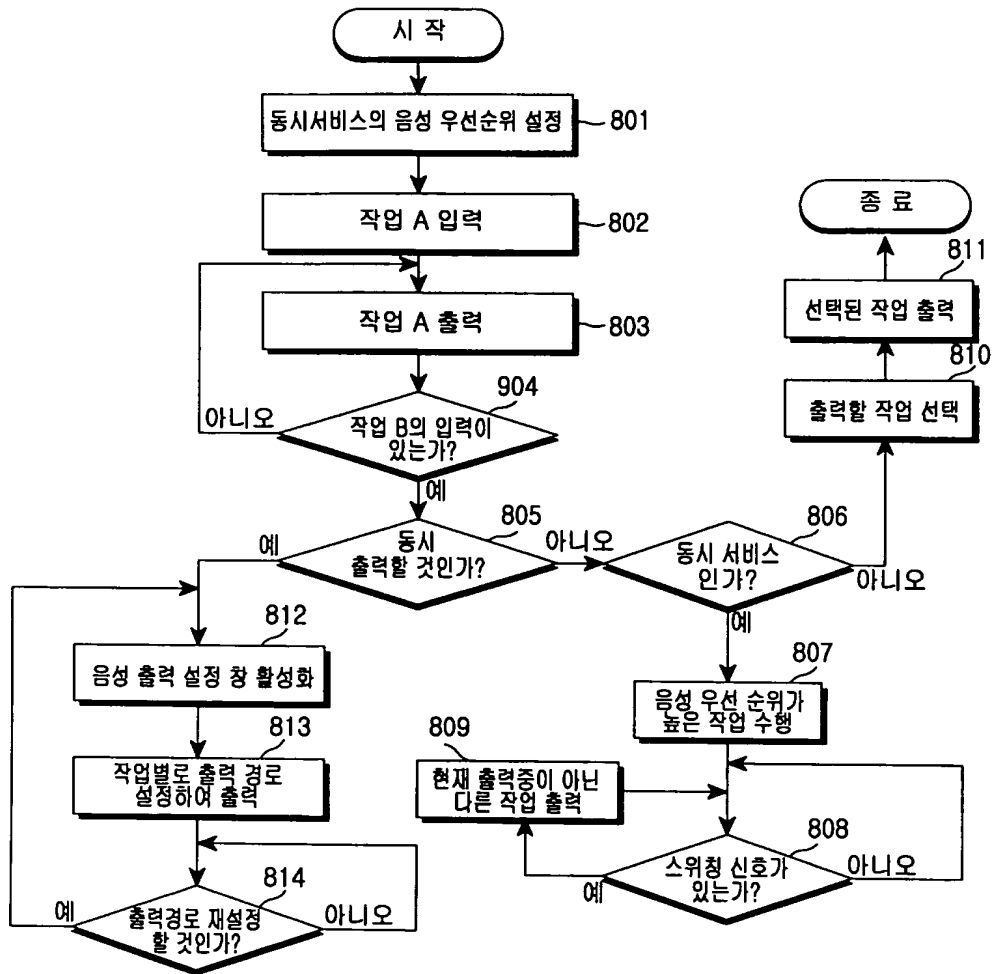 시 작
동시서비스의 음성 우선순위 설정
801
작업 A 입력
802
작업 A 출력
803
904
작업 B의 입력이
있는가?
아니오
예
805
동시
출력할 것인가?
예
아니오
806
동시 서비스
인가?
아니오
예
종 료
811
선택된 작업 출력
810
출력할 작업 선택
807
음성 우선 순위가
높은 작업 수행
809
현재 출력중이 아닌
다른 작업 출력
808
스위칭 신호가
있는가?
예
아니오
812
음성 출력 설정 창 활성화
813
작업별로 출력 경로
설정하여 출력
814
출력경로 재설정
할 것인가?
예
아니오